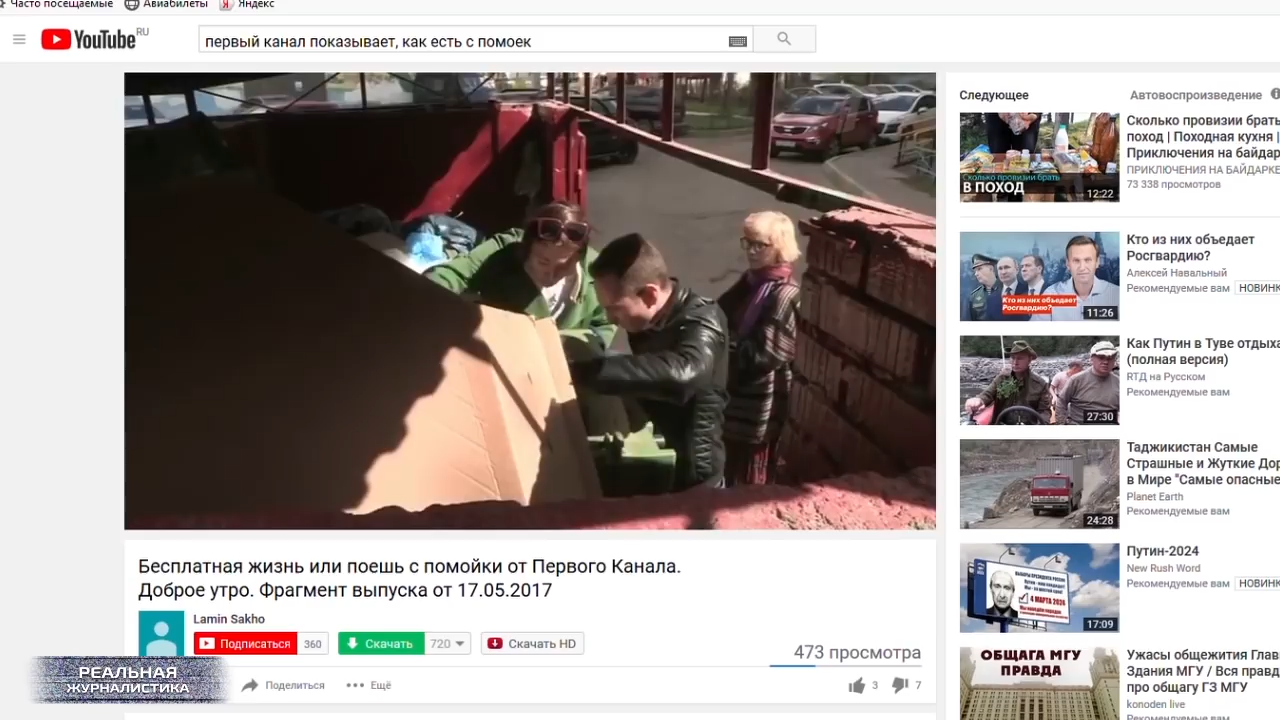 Часто посещаемые Авиабилеты Яндекс
YouTube RU
первый канал показывает, как есть с помоек
Следующее Автовоспроизведение
Сколько провизии брать
поход | Походная кухня |
Приключения на байдар
ПРИКЛЮЧЕНИЯ НА БАЙДАРКЕ
73 338 просмотров
Сколько провизии брать
В ПОХОД
12:22
Кто из них объедает
Росгвардию?
Алексей Навальный
Рекомендуемые вам НОВИНК
Кто из них объедает
Росгвардию?
11:26
Как Путин в Туве отдыха
(полная версия)
RTД на Русском
Рекомендуемые вам
27:30
Таджикистан Самые
Страшные и Жуткие Дор
в Мире "Самые опасные
Planet Earth
Рекомендуемые вам
24:28
Путин-2024
New Rush Word
Рекомендуемые вам НОВИНК
4 МАРТА 2024
17:09
ОБЩАГА МГУ
ПРАВДА
Ужасы общежития Глав
Здания МГУ / Вся правд
про общагу ГЗ МГУ
konoden live
Рекомендуемые вам
Бесплатная жизнь или поешь с помойки от Первого Канала.
Доброе утро. Фрагмент выпуска от 17.05.2017
Lamin Sakho
Подписаться 360 Скачать 720 Скачать HD
473 просмотра
Поделиться Ещё 3 7
РЕАЛЬНАЯ
ЖУРНАЛИСТИКА